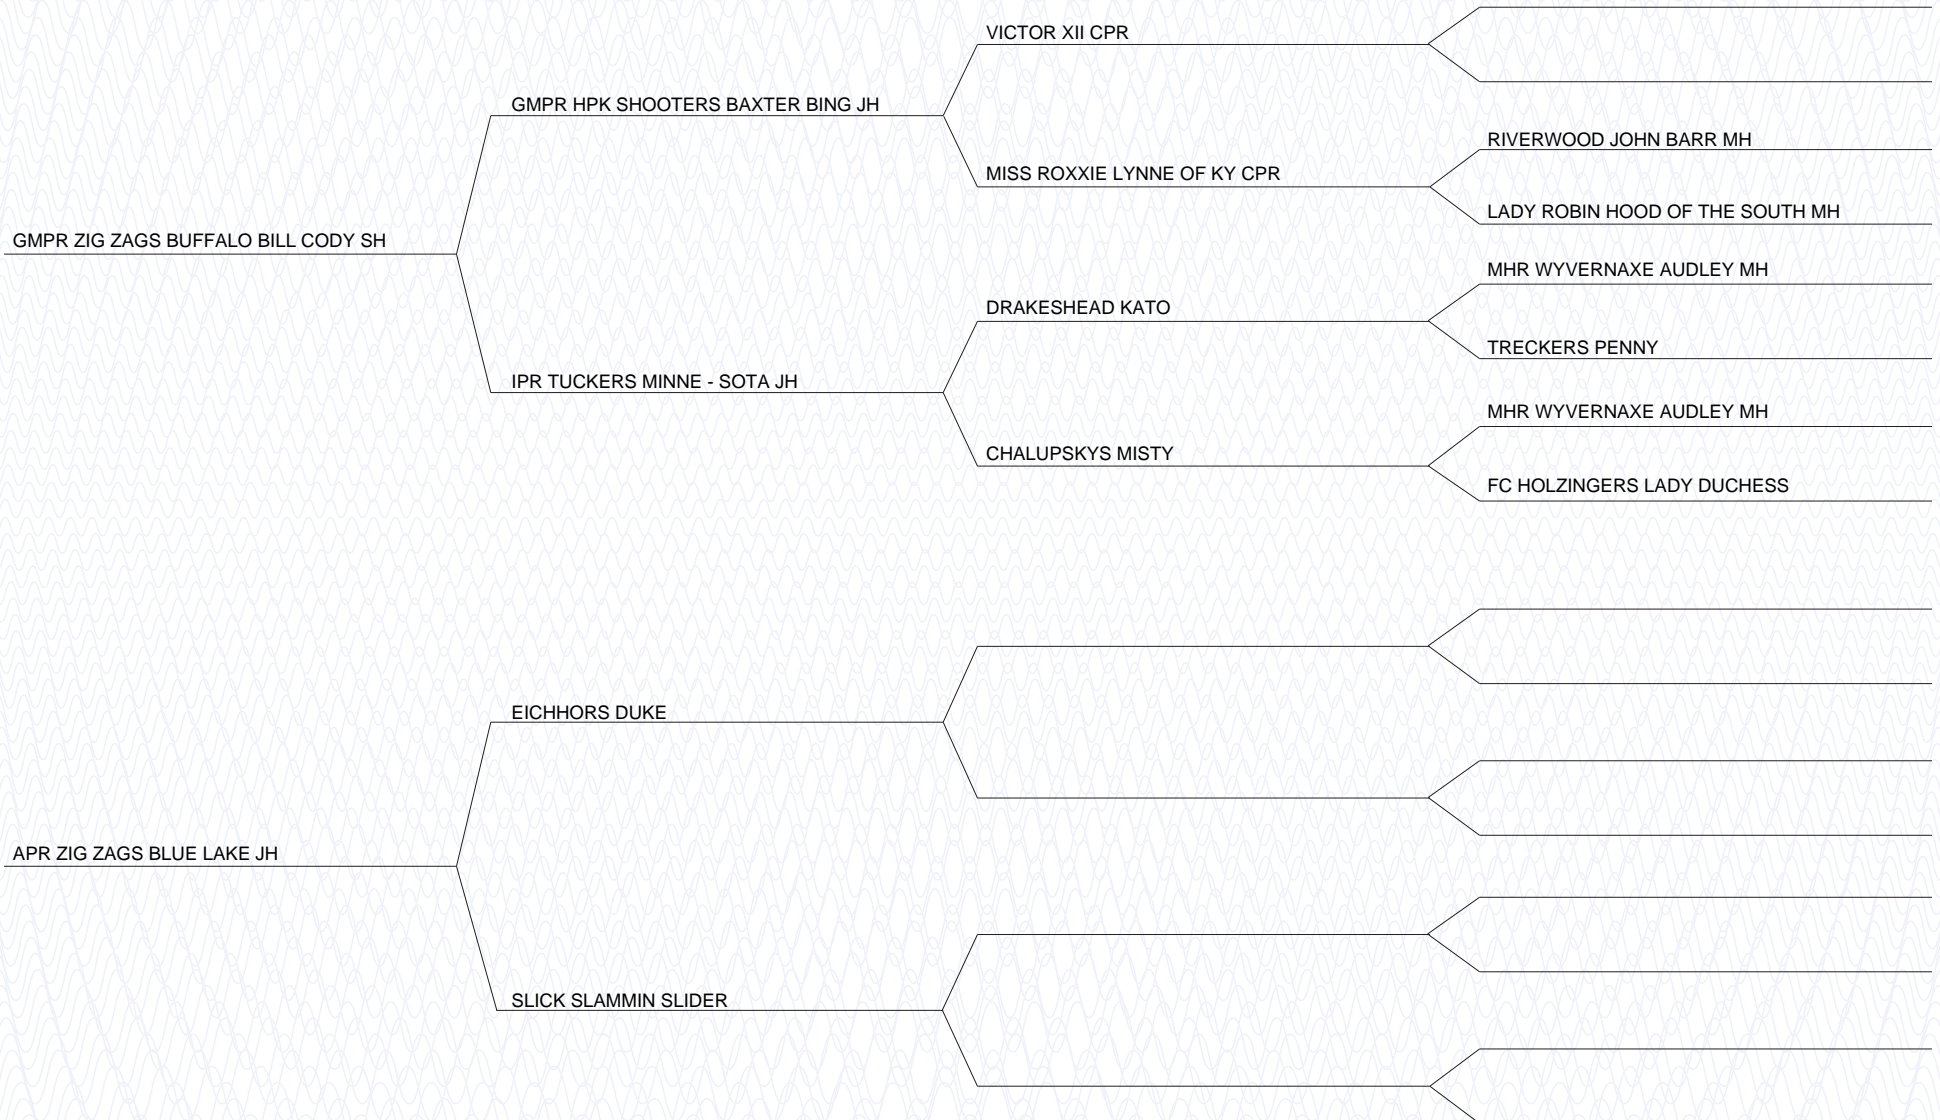 VICTOR XII CPR
GMPR HPK SHOOTERS BAXTER BING JH
RIVERWOOD JOHN BARR MH
MISS ROXXIE LYNNE OF KY CPR
LADY ROBIN HOOD OF THE SOUTH MH
GMPR ZIG ZAGS BUFFALO BILL CODY SH
MHR WYVERNAXE AUDLEY MH
DRAKESHEAD KATO
TRECKERS PENNY
IPR TUCKERS MINNE - SOTA JH
MHR WYVERNAXE AUDLEY MH
CHALUPSKYS MISTY
FC HOLZINGERS LADY DUCHESS
EICHHORS DUKE
APR ZIG ZAGS BLUE LAKE JH
SLICK SLAMMIN SLIDER